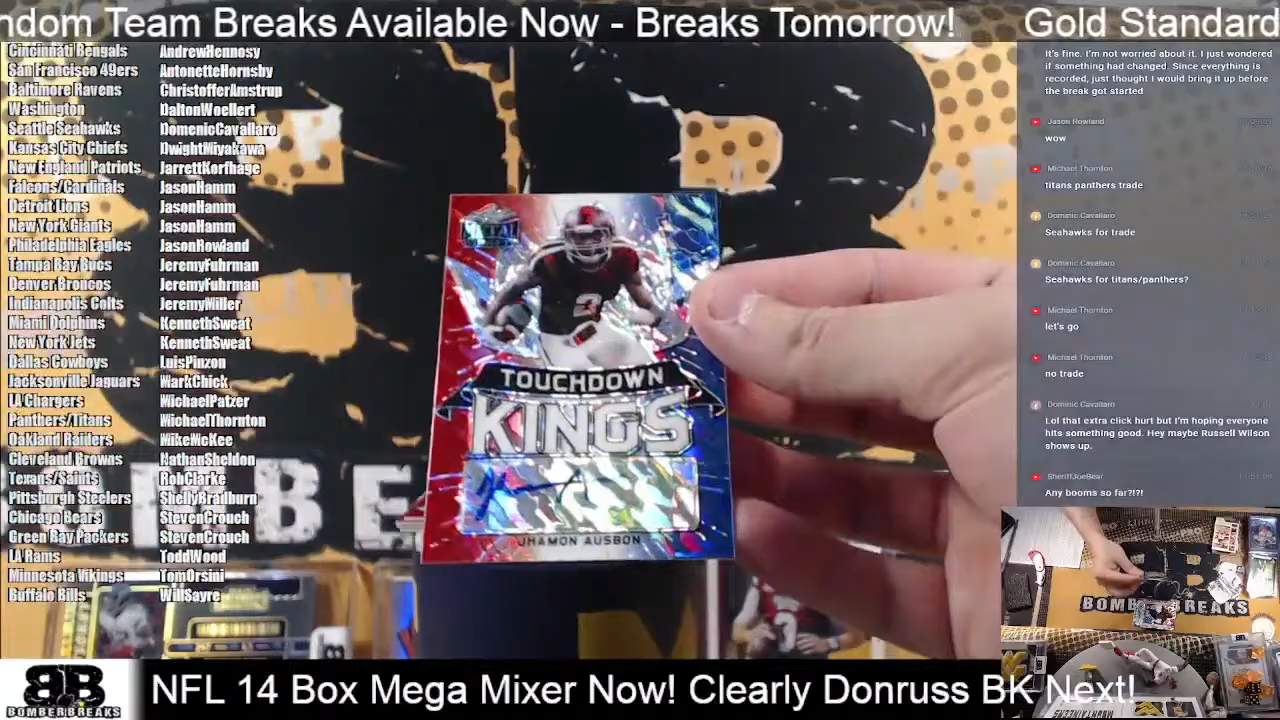 ndom Team Breaks Available Now - Breaks Tomorrow!
Gold Standard
Cincinnati Bengals AndrewHennosy
San Francisco 49ers AntonetteHornsby
Baltimore Ravens ChristofferAmstrup
Washington DaltonWoellert
Seattle Seahawks DomenicCavallaro
Kansas City Chiefs DwightMiyakawa
New England Patriots JarrettKorfhage
Falcons/Cardinals JasonHamm
Detroit Lions JasonHamm
New York Giants JasonHamm
Philadelphia Eagles JasonRowland
Tampa Bay Bucs JeremyFuhrman
Denver Broncos JeremyFuhrman
Indianapolis Colts JeremyMiller
Miami Dolphins KennethSweat
New York Jets KennethSweat
Dallas Cowboys LuisPinzon
Jacksonville Jaguars MarkChick
LA Chargers MichaelPatzer
Panthers/Titans MichaelThornton
Oakland Raiders MikeMcKee
Cleveland Browns NathanSheldon
Texans/Saints RobClarke
Pittsburgh Steelers ShellyBradburn
Chicago Bears StevenCrouch
Green Bay Packers StevenCrouch
LA Rams ToddWood
Minnesota Vikings TomOrsini
Buffalo Bills WillSayre
METAL
2
TOUCHDOWN
KINGS
JHAMON AUSBON
It's fine. I'm not worried about it. I just wondered
if something had changed. Since everything is
recorded, just thought I would bring it up before
the break got started
Jason Rowland
wow
Michael Thornton
titans panthers trade
Dominic Cavallaro
Seahawks for trade
Dominic Cavallaro
Seahawks for titans/panthers?
Michael Thornton
let's go
Michael Thornton
no trade
Dominic Cavallaro
Lol that extra click hurt but I'm hoping everyone
hits something good. Hey maybe Russell Wilson
shows up.
SheriffJoeBear
Any booms so far?!?!
BOMBER BREAKS
BB
BOMBERBREAKS
NFL 14 Box Mega Mixer Now! Clearly Donruss BK Next!